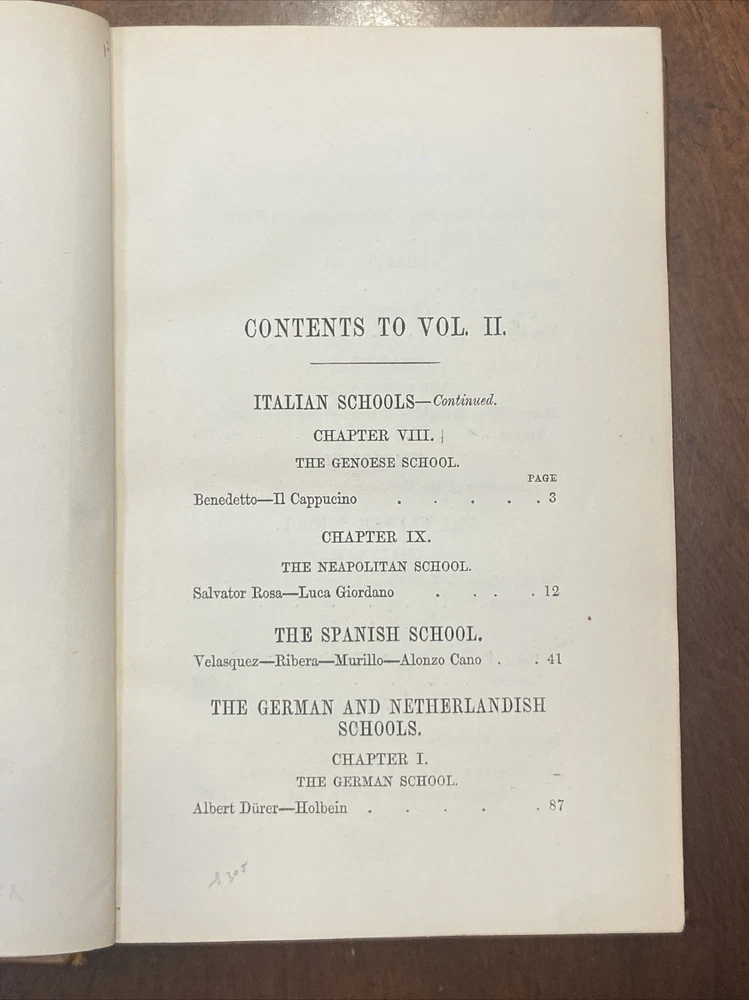 CONTENTS TO VOL. II.
ITALIAN SCHOOLS—Continued.
CHAPTER VIII.
THE GENOESE SCHOOL.
PAGE
Benedetto—Il Cappucino . . . . . 3
CHAPTER IX.
THE NEAPOLITAN SCHOOL.
Salvator Rosa—Luca Giordano . . . . 12
THE SPANISH SCHOOL.
Velasquez—Ribera—Murillo—Alonzo Cano . . 41
THE GERMAN AND NETHERLANDISH
SCHOOLS.
CHAPTER I.
THE GERMAN SCHOOL.
Albert Dürer—Holbein . . . . . 87